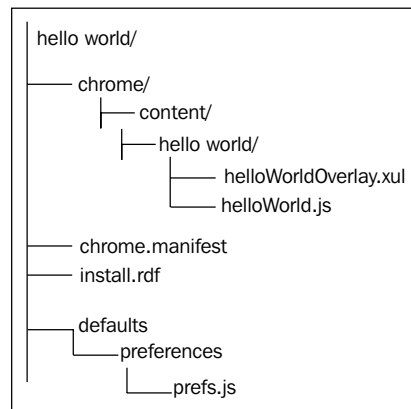 hello world/
chrome/
content/
hello world/
helloWorldOverlay.xul
helloWorld.js
chrome.manifest
install.rdf
defaults
preferences
prefs.js